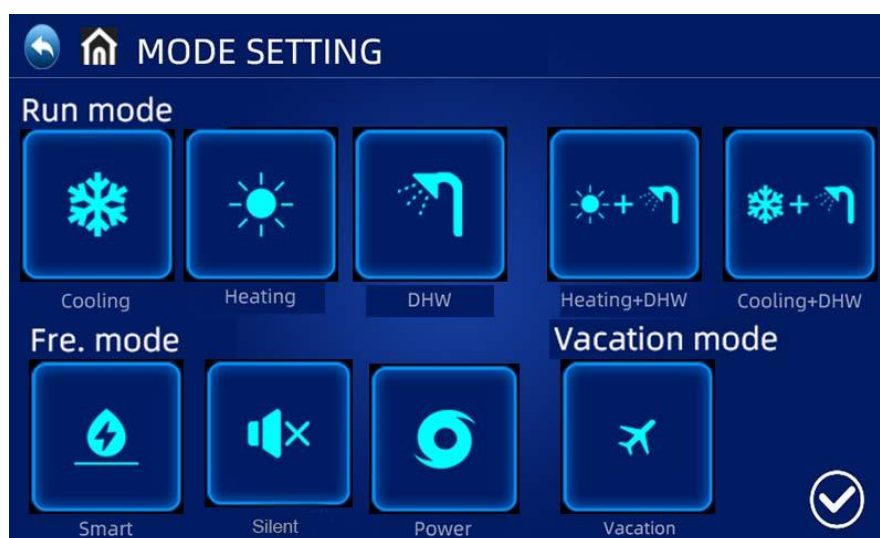 MODE SETTING
Run mode
Cooling Heating DHW Heating+DHW Cooling+DHW
Fre. mode Vacation mode
Smart Silent Power Vacation